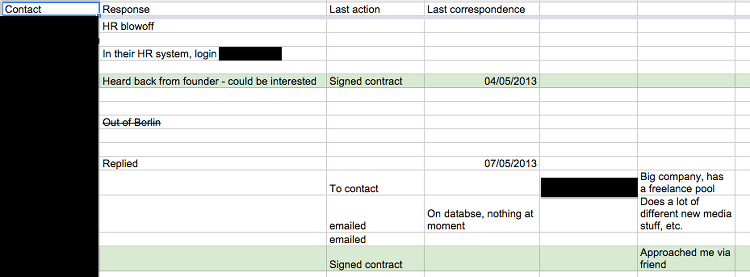 Contact Response Last action Last correspondence
HR blowoff
In their HR system, login
Heard back from founder - could be interested Signed contract 04/05/2013
Out of Berlin
Replied 07/05/2013
To contact Big company, has
a freelance pool
emailed On databse, nothing at
moment Does a lot of
different new media
stuff, etc.
emailed
Signed contract Approached me via
friend